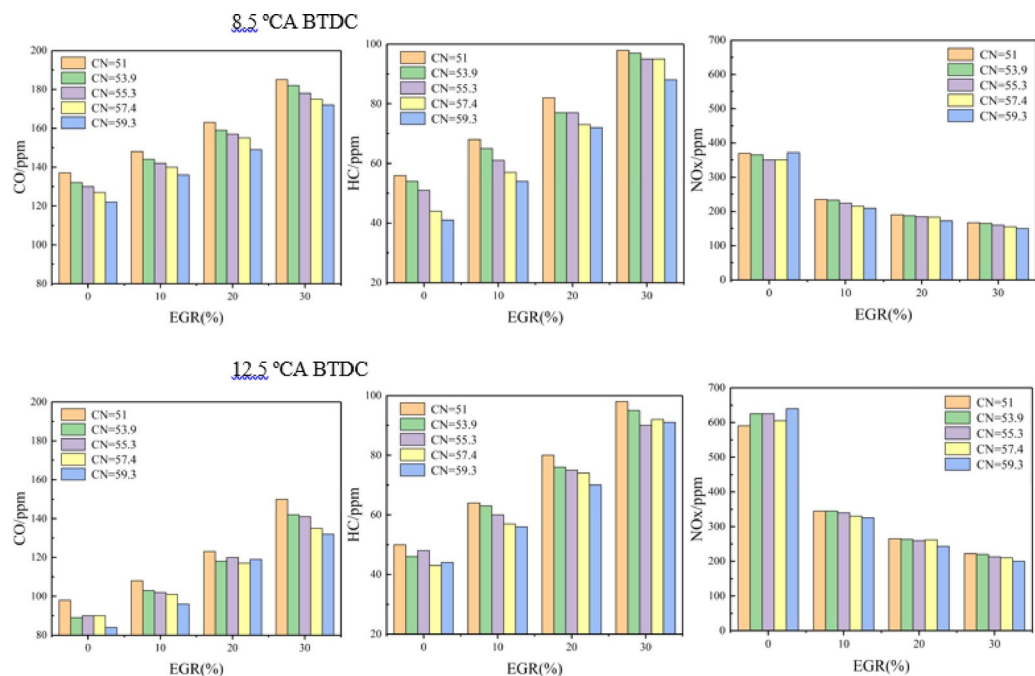 8.5 ºCA BTDC
200
180
160
140
120
100
80
CO/ppm
CN=51
CN=53.9
CN=55.3
CN=57.4
CN=59.3
0
10
20
30
EGR(%)
100
80
60
40
20
HC/ppm
CN=51
CN=53.9
CN=55.3
CN=57.4
CN=59.3
0
10
20
30
EGR(%)
700
600
500
400
300
200
100
0
NOx/ppm
CN=51
CN=53.9
CN=55.3
CN=57.4
CN=59.3
0
10
20
30
EGR(%)
12.5 ºCA BTDC
200
180
160
140
120
100
80
CO/ppm
CN=51
CN=53.9
CN=55.3
CN=57.4
CN=59.3
0
10
20
30
EGR(%)
100
80
60
40
20
HC/ppm
CN=51
CN=53.9
CN=55.3
CN=57.4
CN=59.3
0
10
20
30
EGR(%)
700
600
500
400
300
200
100
0
NOx/ppm
CN=51
CN=53.9
CN=55.3
CN=57.4
CN=59.3
0
10
20
30
EGR(%)